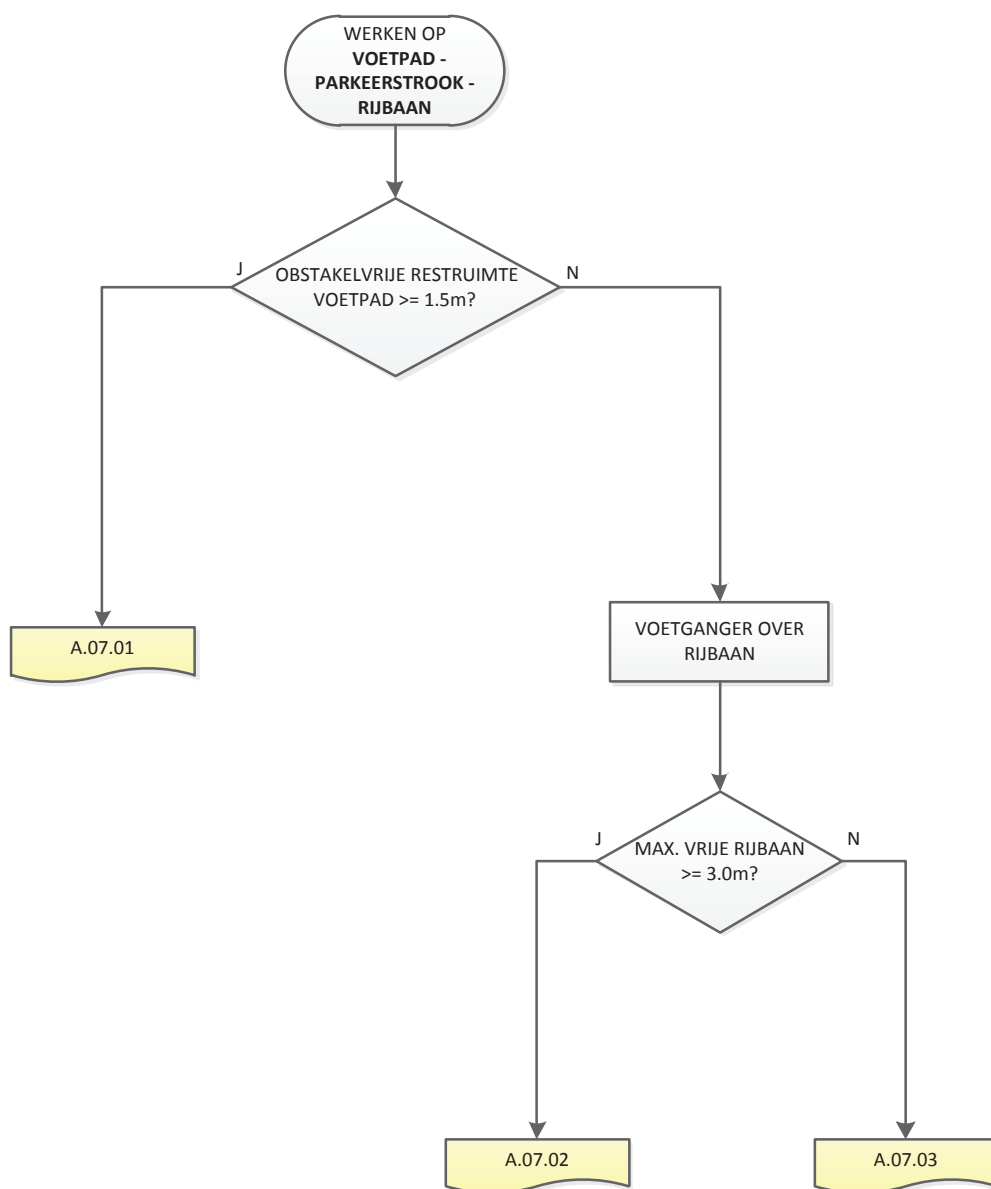 WERKEN OP
VOETPAD -
PARKEERSTROOK -
RIJBAAN
J
OBSTAKELVRIJE RESTRUIMTE
VOETPAD >= 1.5m?
N
A.07.01
VOETGANGER OVER
RIJBAAN
J
MAX. VRIJE RIJBAAN
>= 3.0m?
N
A.07.02
A.07.03